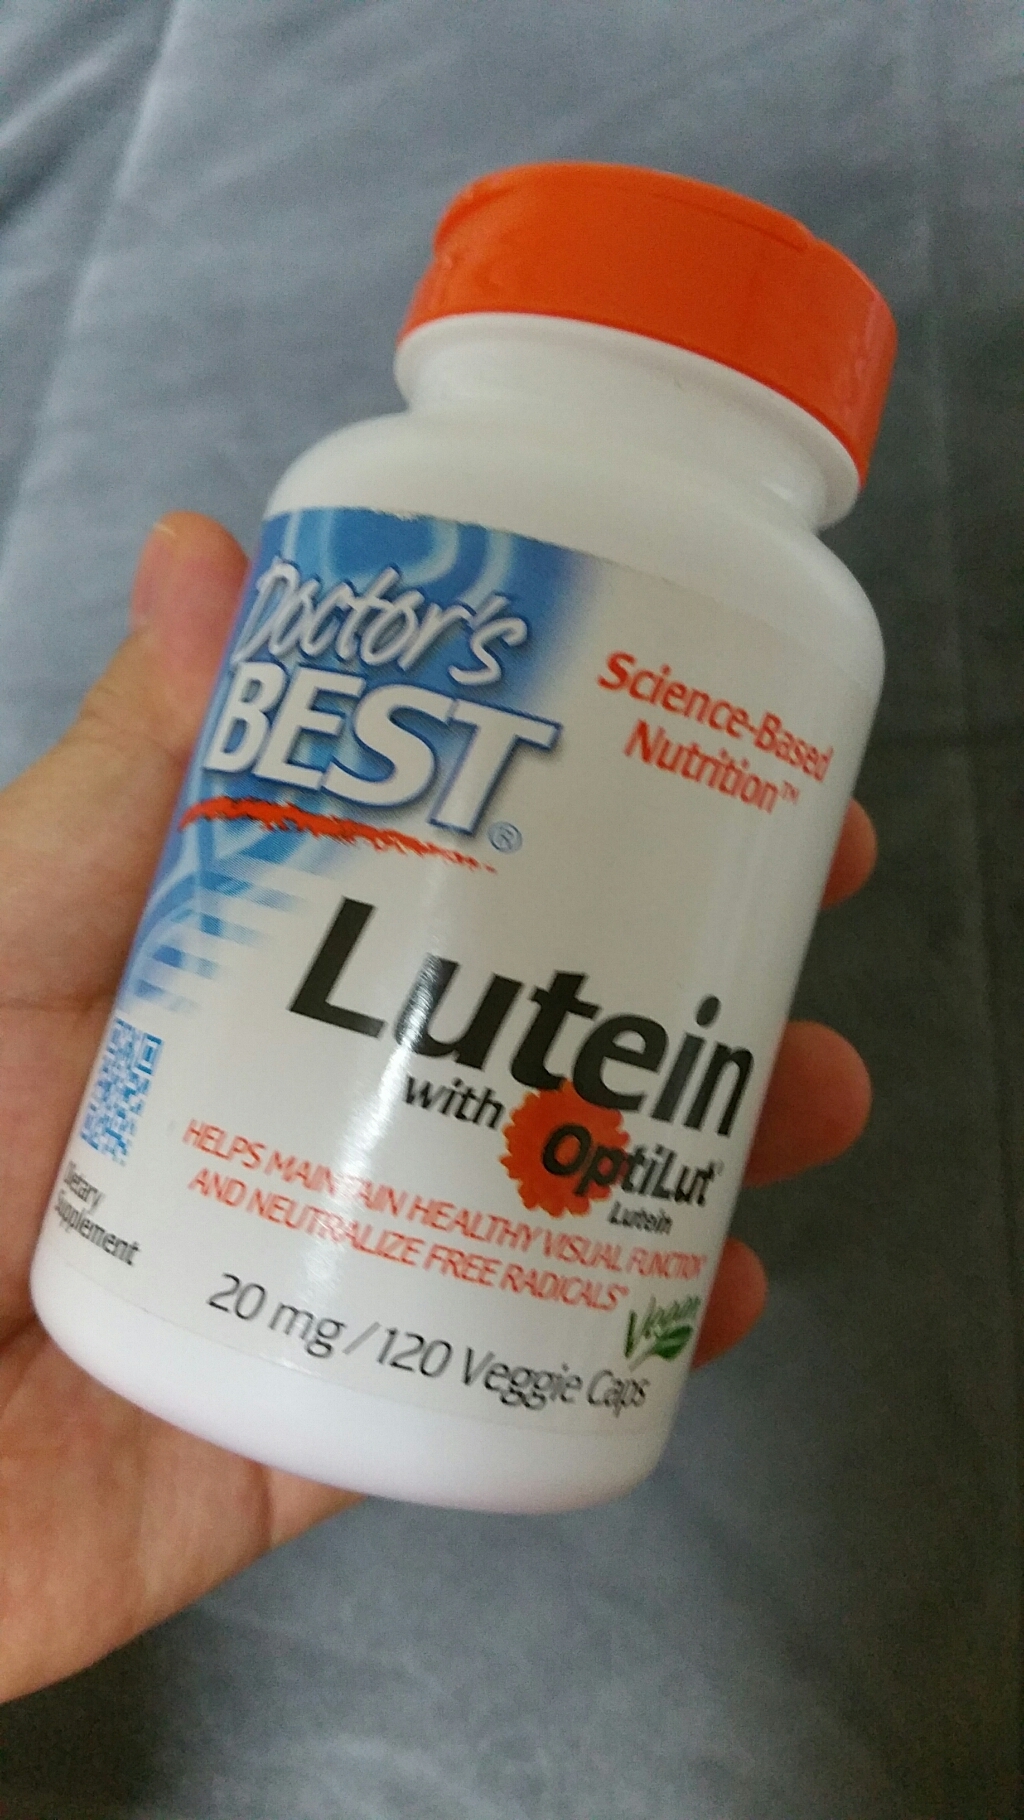 Doctor's
BEST®
Science-Based
Nutrition™
Lutein
with OptiLut®
Lutein
HELPS MAINTAIN HEALTHY VISUAL FUNCTION
AND NEUTRALIZE FREE RADICALS*
Dietary
Supplement
Vegan
20 mg / 120 Veggie Caps